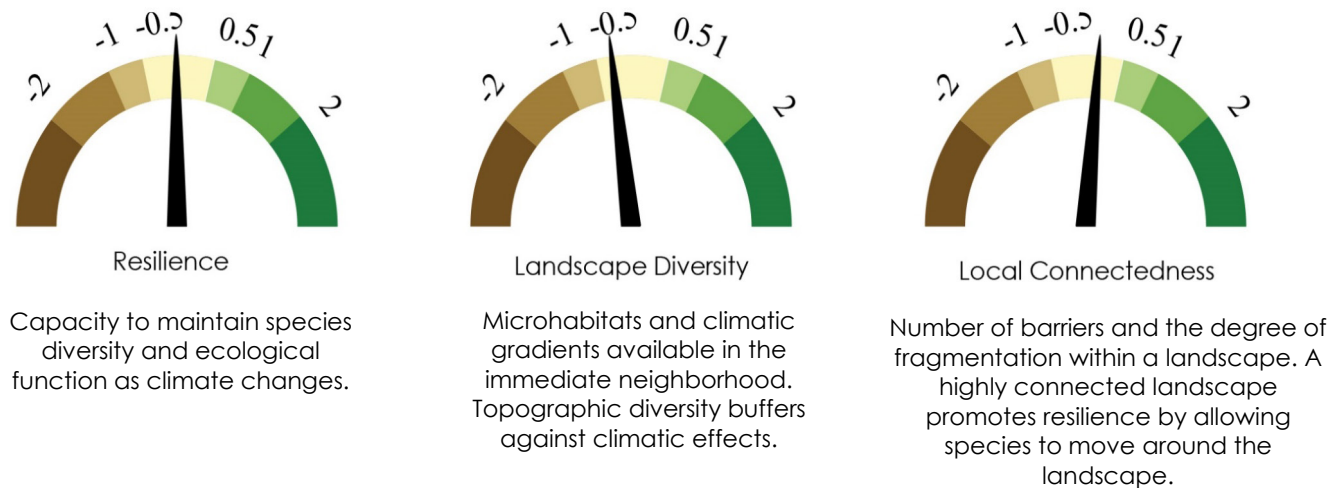 -2 -1 -0.5 0.5 1 2
-2 -1 -0.5 0.5 1 2
-2 -1 -0.5 0.5 1 2
Resilience
Capacity to maintain species
diversity and ecological
function as climate changes.
Landscape Diversity
Microhabitats and climatic
gradients available in the
immediate neighborhood.
Topographic diversity buffers
against climatic effects.
Local Connectedness
Number of barriers and the degree of
fragmentation within a landscape. A
highly connected landscape
promotes resilience by allowing
species to move around the
landscape.